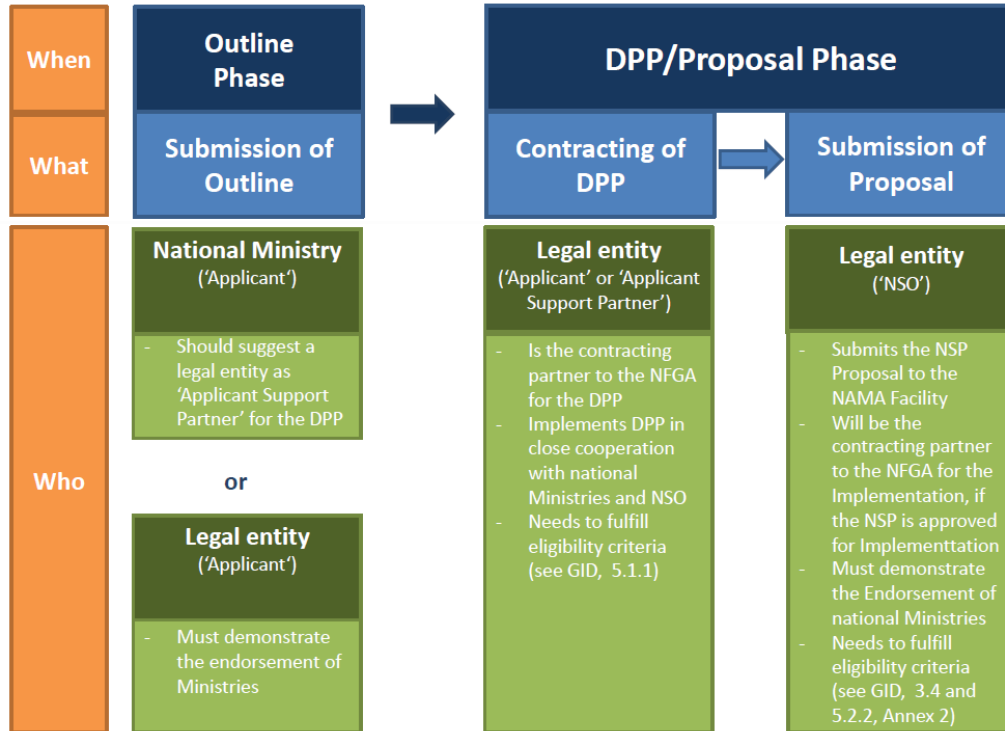 When
Outline
Phase
DPP/Proposal Phase
What
Submission of
Outline
Contracting of
DPP
Submission of
Proposal
Who
National Ministry
(‘Applicant‘)
- Should suggest a
legal entity as
‘Applicant Support
Partner’ for the DPP
or
Legal entity
(‘Applicant‘)
- Must demonstrate
the endorsement of
Ministries
Legal entity
(‘Applicant’ or ‘Applicant
Support Partner’)
- Is the contracting
partner to the NFGA
for the DPP
- Implements DPP in
close cooperation
with national
Ministries and NSO
- Needs to fulfill
eligibility criteria
(see GID, 5.1.1)
Legal entity
(‘NSO’)
- Submits the NSP
Proposal to the
NAMA Facility
- Will be the
contracting partner
to the NFGA for the
Implementation, if
the NSP is approved
for Implementtation
- Must demonstrate
the Endorsement of
national Ministries
- Needs to fulfill
eligibility criteria
(see GID, 3.4 and
5.2.2, Annex 2)